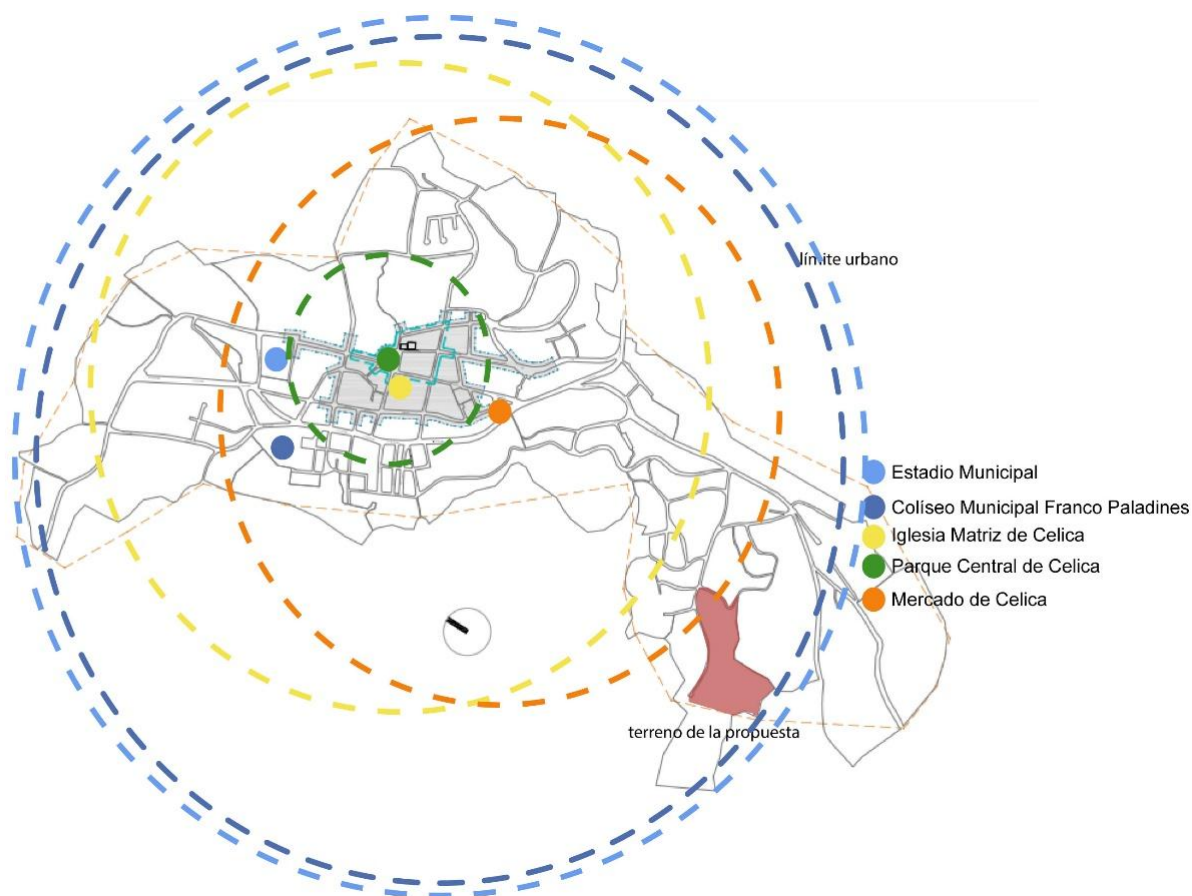 límite urbano
Estadio Municipal
Colíseo Municipal Franco Paladines
Iglesia Matriz de Celica
Parque Central de Celica
Mercado de Celica
terreno de la propuesta